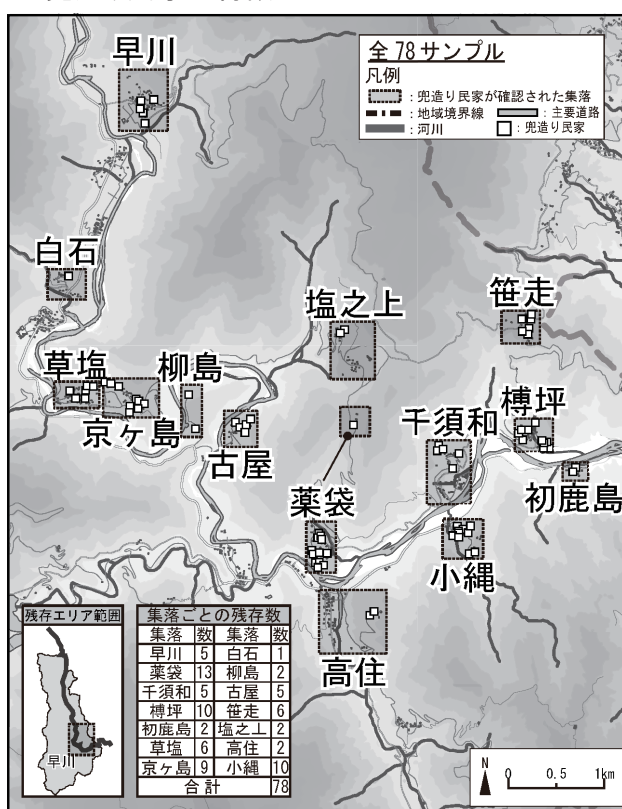 早川
全78サンプル
凡例
：兜造り民家が確認された集落
：地域境界線 ：主要道路
：河川 ：兜造り民家
白石
塩之上
笹走
草塩
柳島
京ヶ島
古屋
千須和
榑坪
初鹿島
薬袋
小縄
高住
残存エリア範囲
早川
集落ごとの残存数
集落 数 集落 数
早川 5 白石 1
薬袋 13 柳島 2
千須和 5 古屋 5
榑坪 10 笹走 6
初鹿島 2 塩之上 2
草塩 6 高住 2
京ヶ島 9 小縄 10
合計 78
N
0 0.5 1km